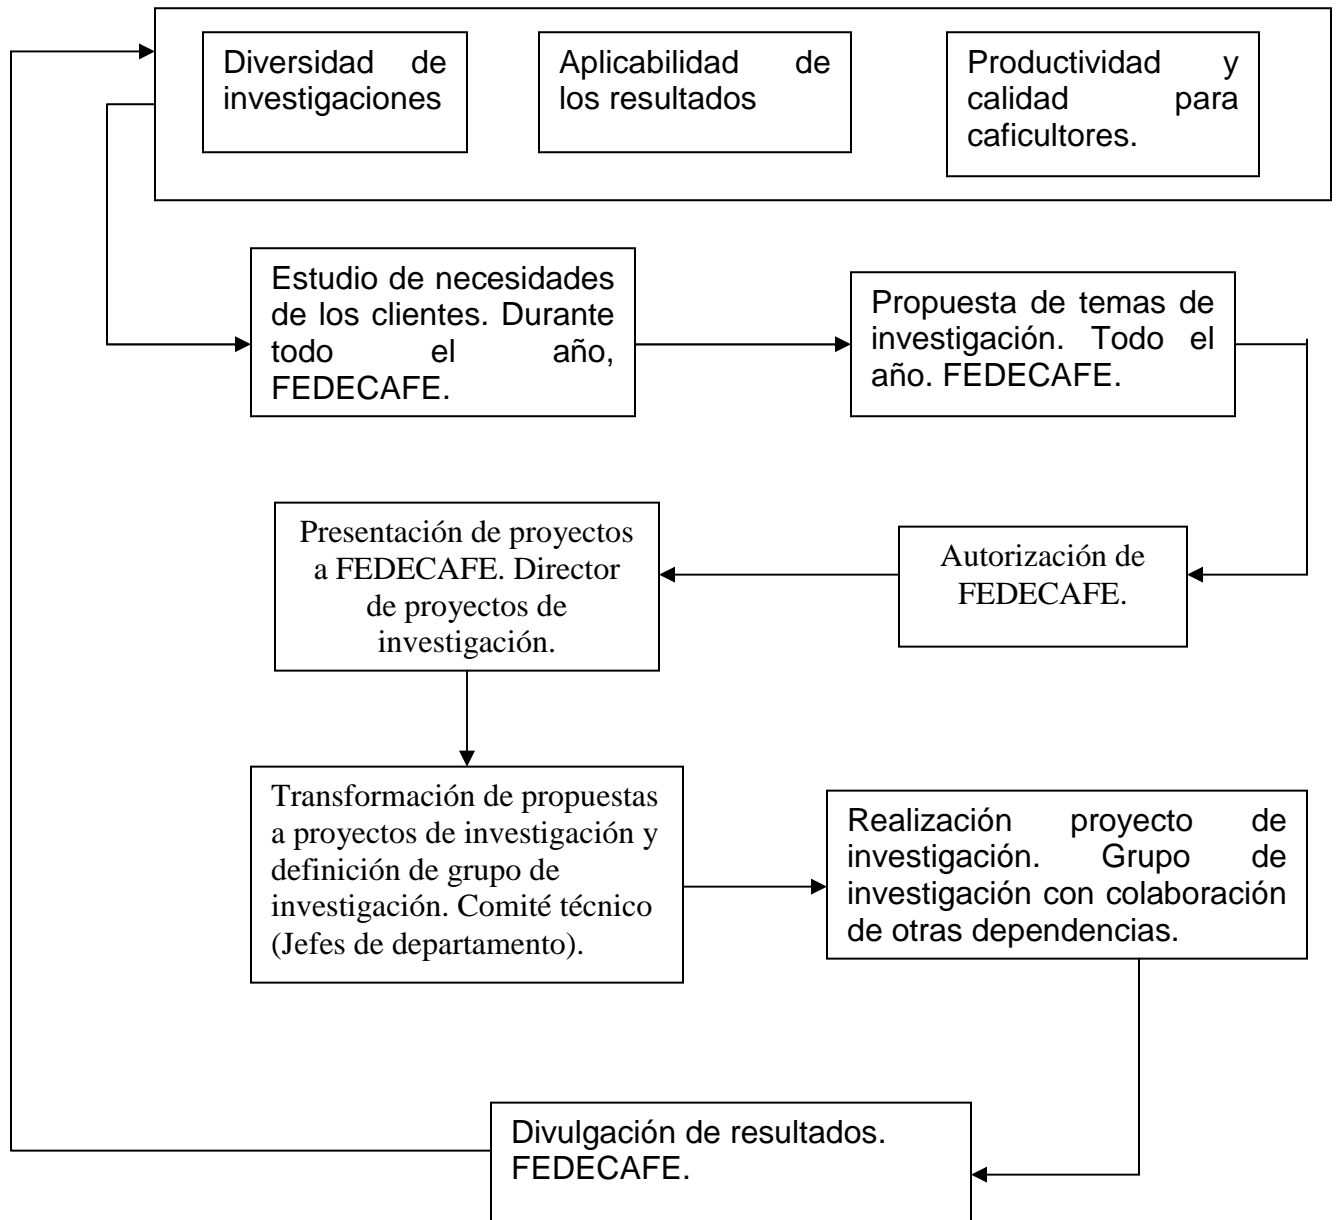 Diversidad de
investigaciones
Aplicabilidad de
los resultados
Productividad y
calidad para
caficultores.
Estudio de necesidades
de los clientes. Durante
todo el año,
FEDECAFE.
Propuesta de temas de
investigación. Todo el
año. FEDECAFE.
Presentación de proyectos
a FEDECAFE. Director
de proyectos de
investigación.
Autorización de
FEDECAFE.
Transformación de propuestas
a proyectos de investigación y
definición de grupo de
investigación. Comité técnico
(Jefes de departamento).
Realización proyecto de
investigación. Grupo de
investigación con colaboración
de otras dependencias.
Divulgación de resultados.
FEDECAFE.